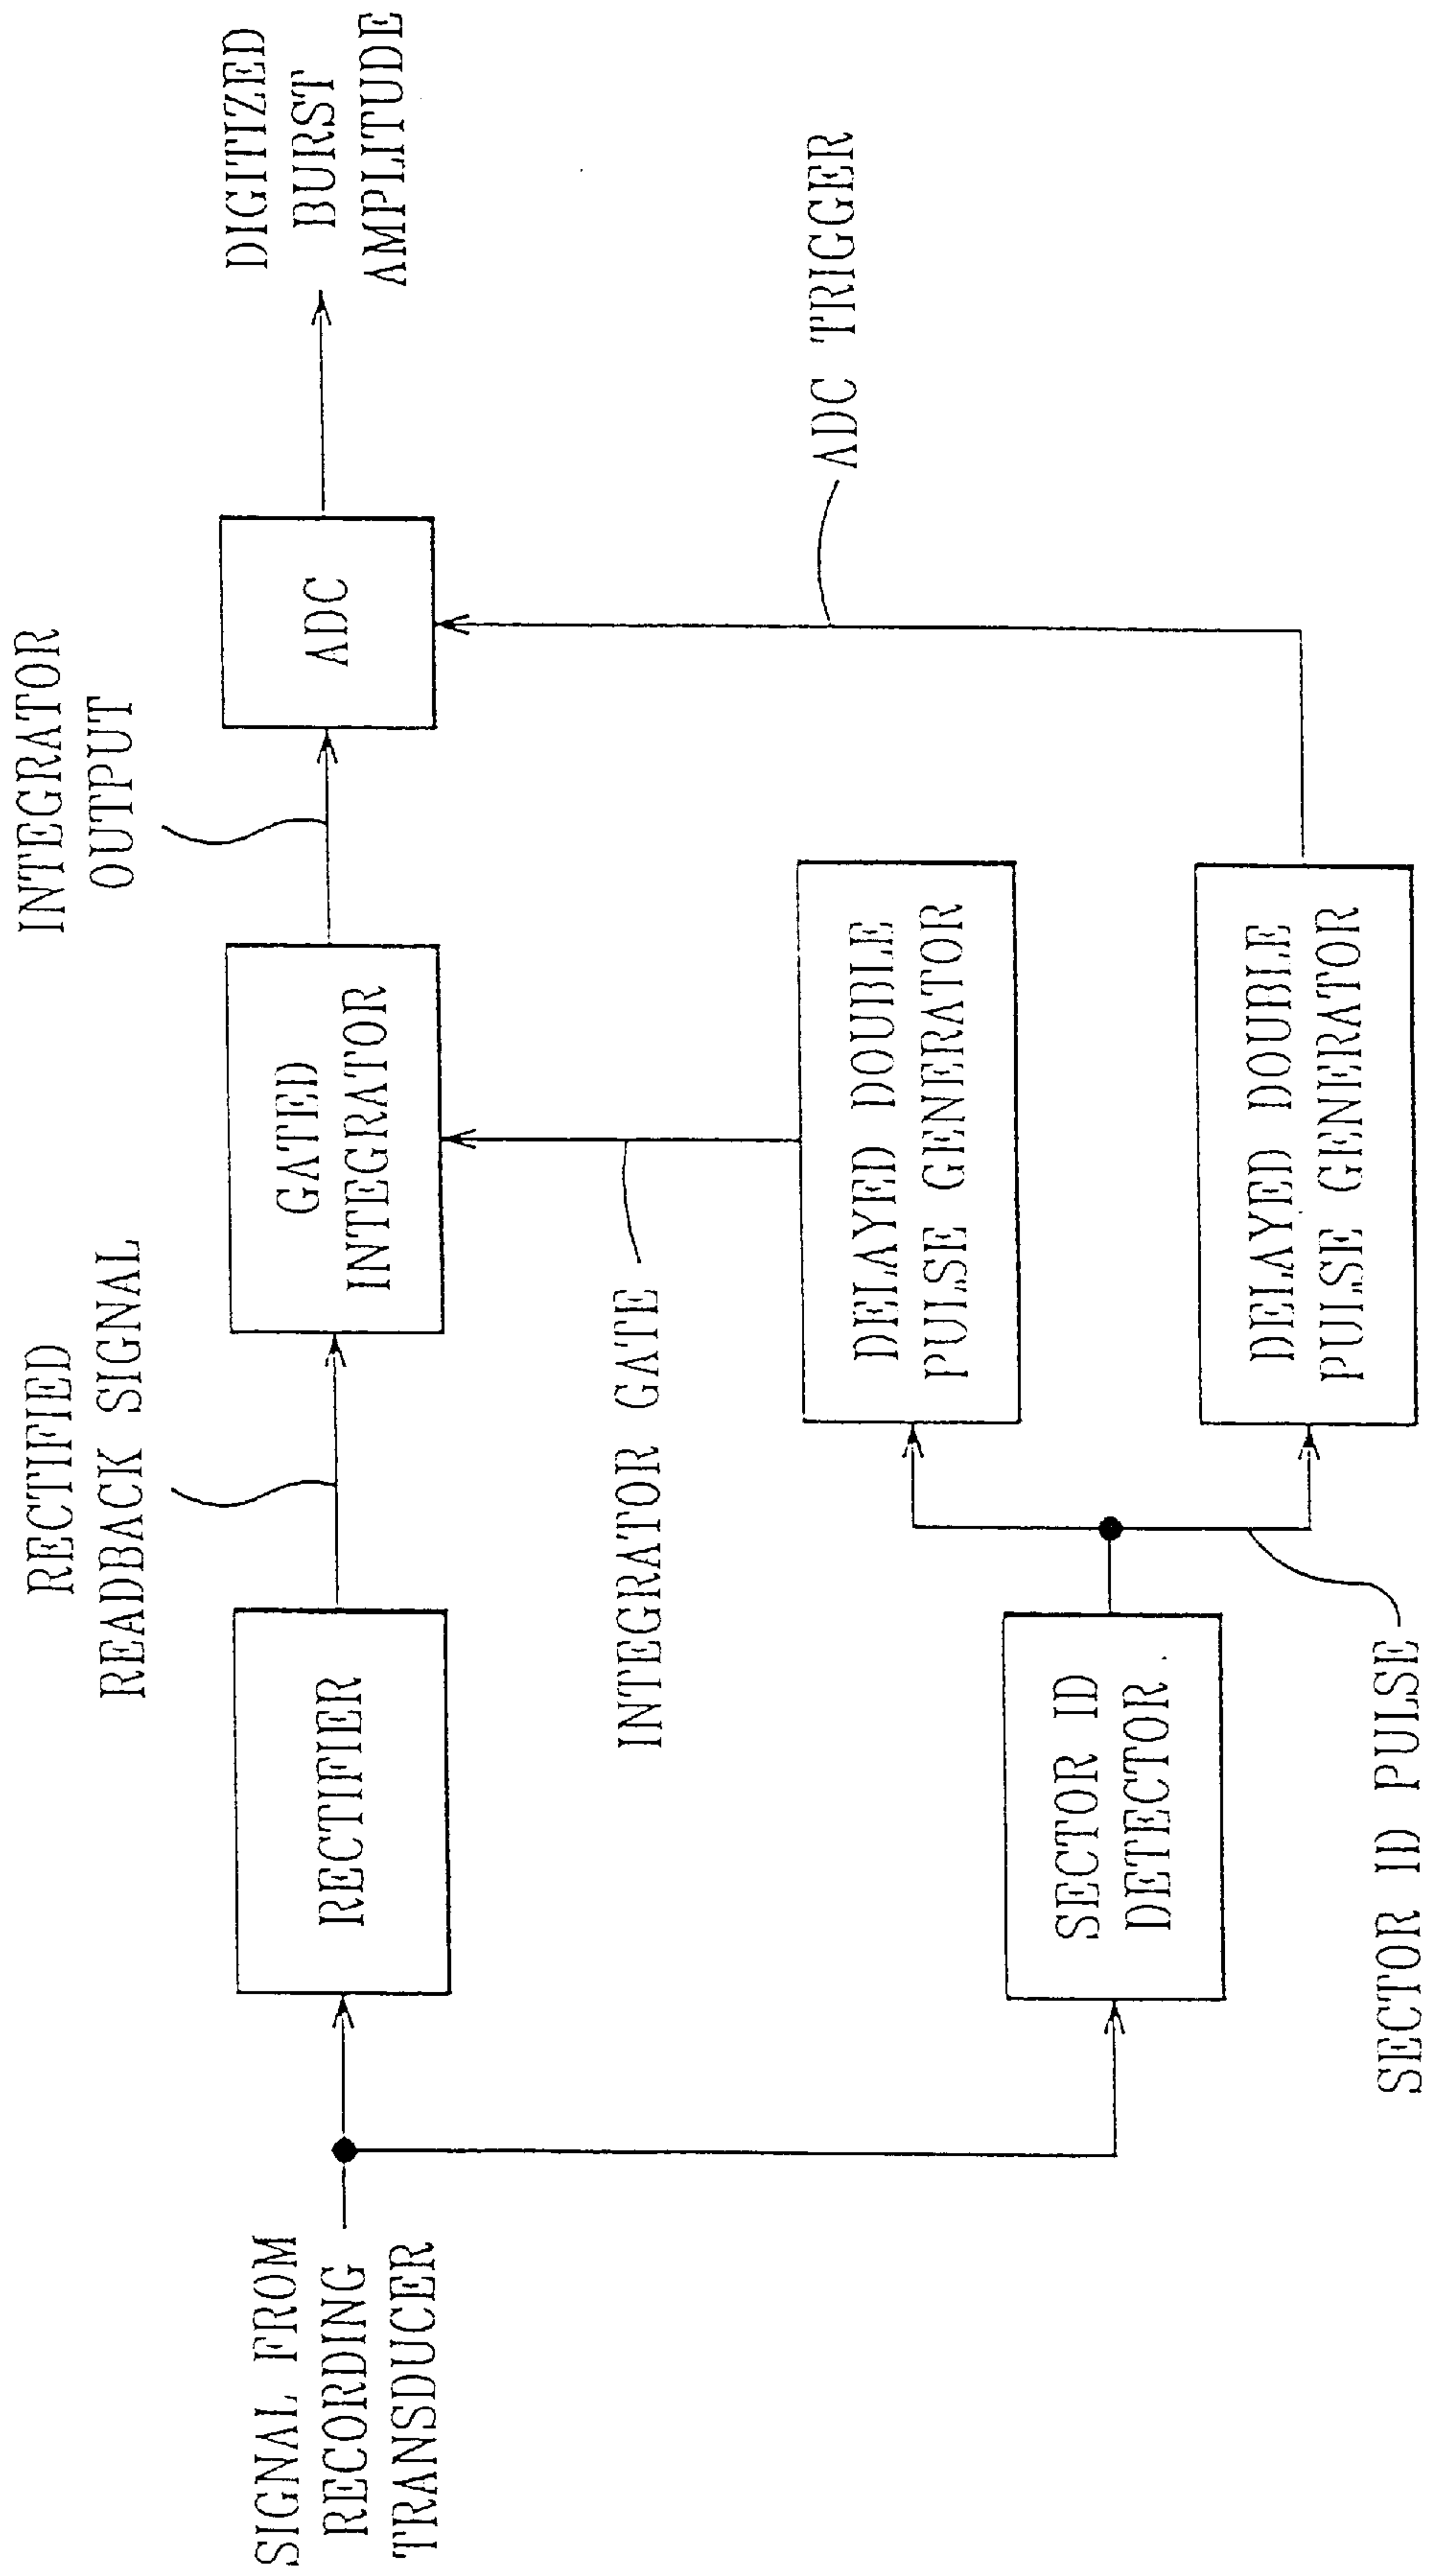 SIGNAL FROM
RECORDING
TRANSDUCER
RECTIFIER
RECTIFIED
READBACK SIGNAL
GATED
INTEGRATOR
INTEGRATOR
OUTPUT
ADC
DIGITIZED
BURST
AMPLITUDE
INTEGRATOR GATE
ADC TRIGGER
SECTOR ID
DETECTOR
DELAYED DOUBLE
PULSE GENERATOR
DELAYED DOUBLE
PULSE GENERATOR
SECTOR ID PULSE